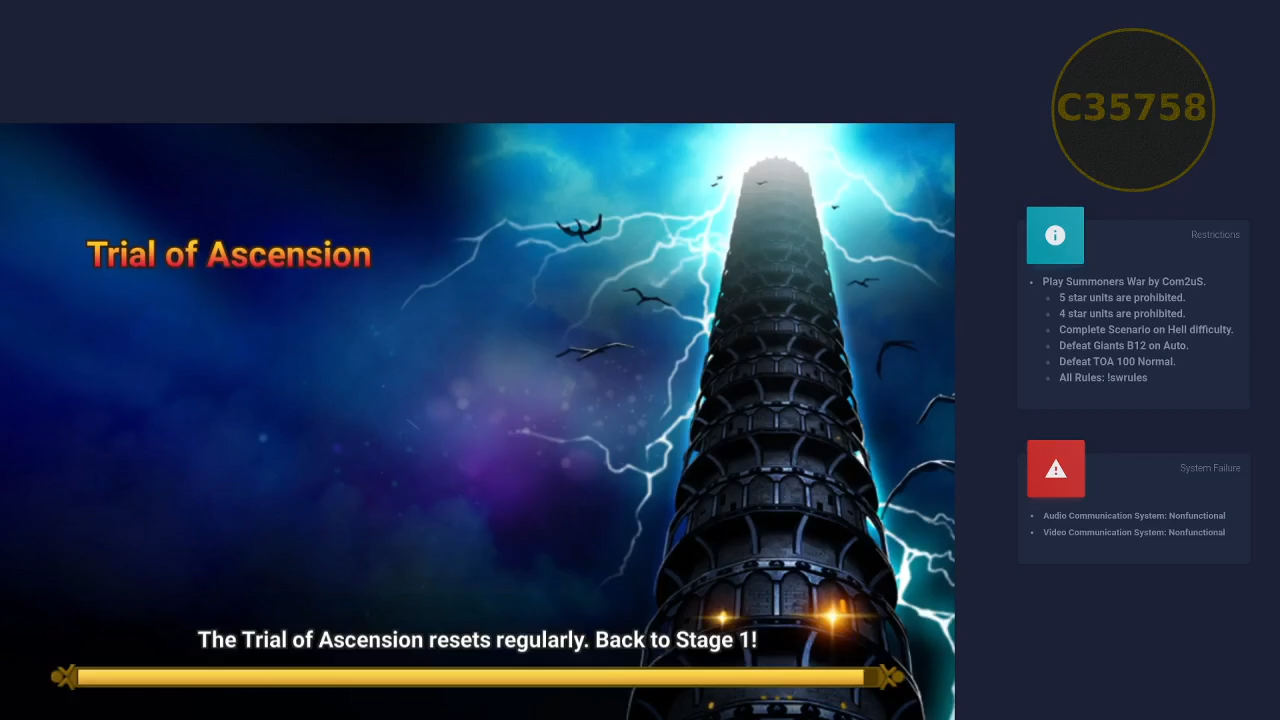 C35758
Trial of Ascension
The Trial of Ascension resets regularly. Back to Stage 1!
Restrictions
Play Summoners War by Com2uS.
5 star units are prohibited.
4 star units are prohibited.
Complete Scenario on Hell difficulty.
Defeat Giants B12 on Auto.
Defeat TOA 100 Normal.
All Rules: !swrules
System Failure
Audio Communication System: Nonfunctional
Video Communication System: Nonfunctional